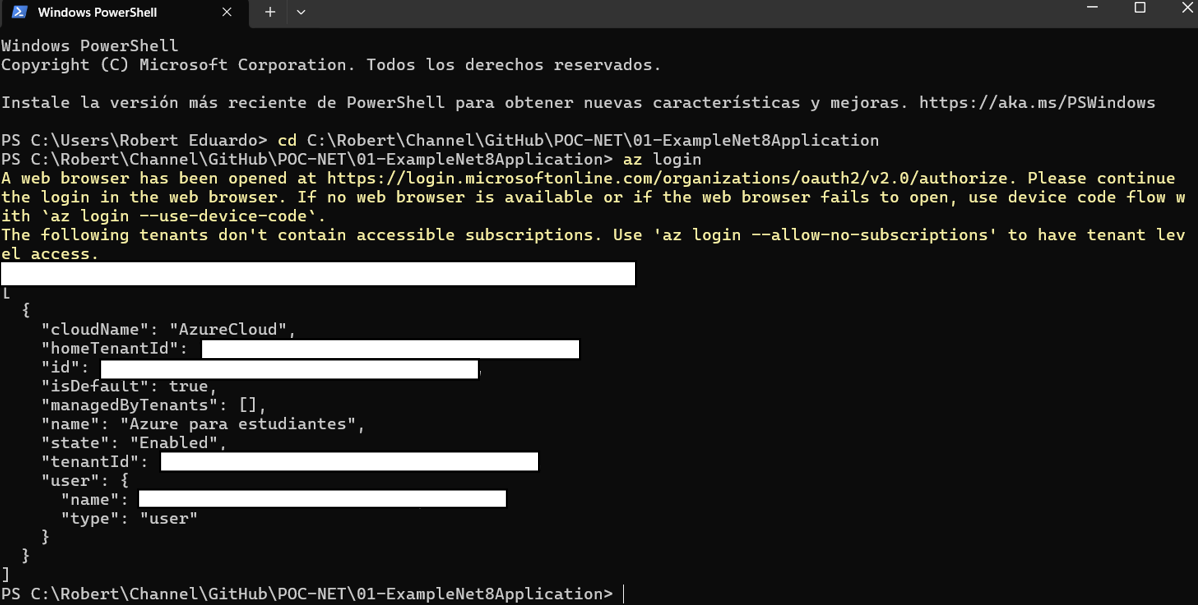 Windows PowerShell
Windows PowerShell
Copyright (C) Microsoft Corporation. Todos los derechos reservados.
Instale la versión más reciente de PowerShell para obtener nuevas características y mejoras. https://aka.ms/PSWindows
PS C:\Users\Robert Eduardo> cd C:\Robert\Channel\GitHub\POC-NET\01-ExampleNet8Application
PS C:\Robert\Channel\GitHub\POC-NET\01-ExampleNet8Application> az login
A web browser has been opened at https://login.microsoftonline.com/organizations/oauth2/v2.0/authorize. Please continue
the login in the web browser. If no web browser is available or if the web browser fails to open, use device code flow w
ith `az login --use-device-code`.
The following tenants don't contain accessible subscriptions. Use 'az login --allow-no-subscriptions' to have tenant lev
el access.
[
  {
    "cloudName": "AzureCloud",
    "homeTenantId":
    "id": ,
    "isDefault": true,
    "managedByTenants": [],
    "name": "Azure para estudiantes",
    "state": "Enabled",
    "tenantId":
    "user": {
      "name":
      "type": "user"
    }
  }
]
PS C:\Robert\Channel\GitHub\POC-NET\01-ExampleNet8Application>